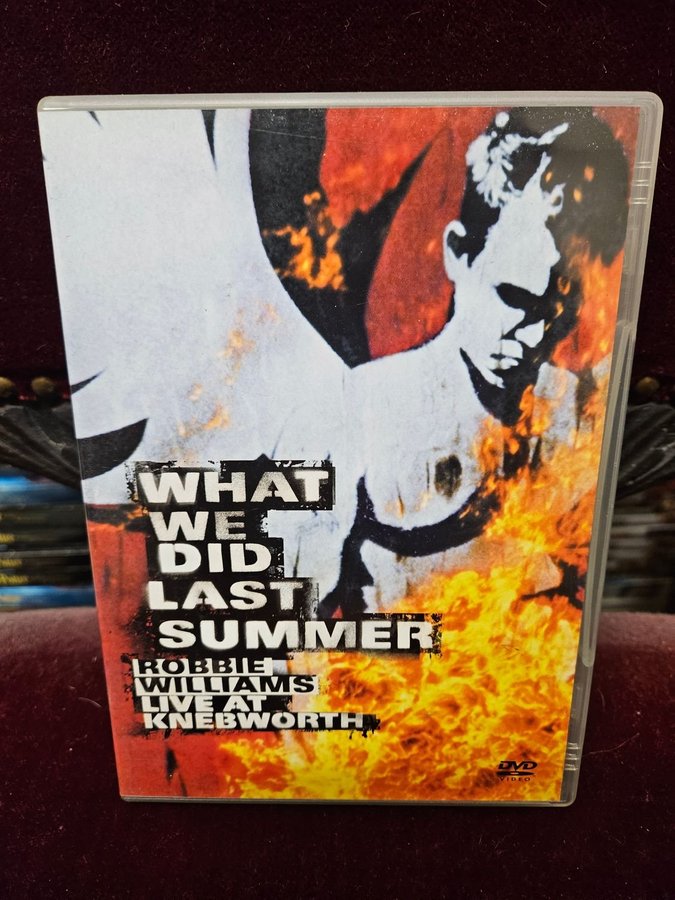 WHAT
WE
DID
LAST
SUMMER
ROBBIE
WILLIAMS
LIVE AT
KNEBWORTH
DVD
VIDEO